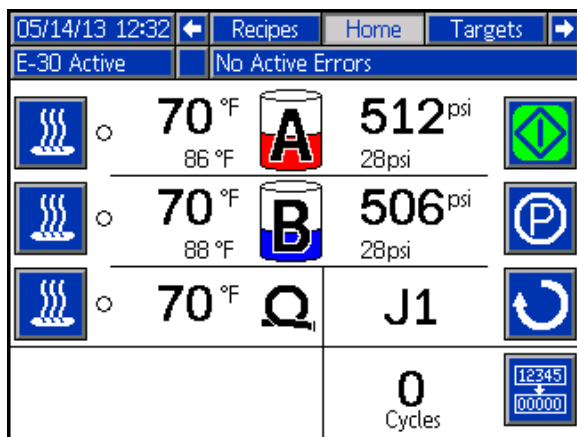 05/14/13 12:32 Recipes Home Targets
E-30 Active No Active Errors
70 °F A 512 psi
86 °F 28psi
70 °F B 506 psi
88 °F 28psi
P
70 °F J1
0
Cycles
12345
00000